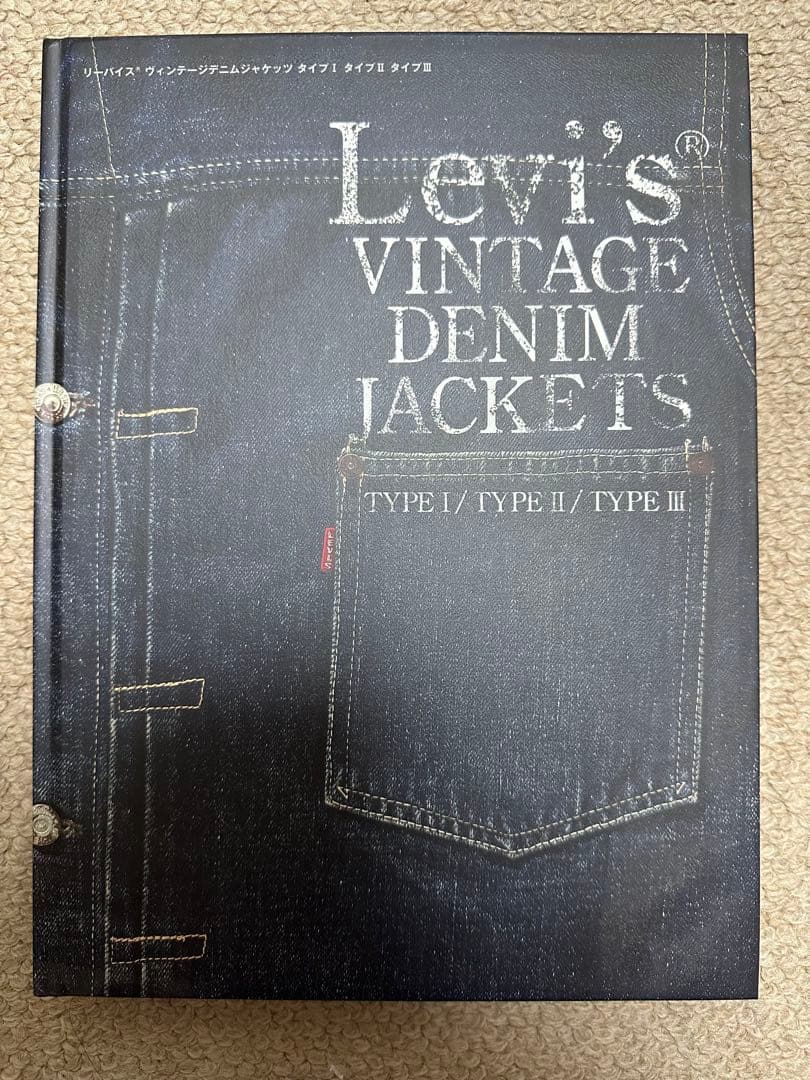 リーバイス® ヴィンテージデニムジャケッツ タイプⅠ タイプⅡ タイプⅢ
Levi's®
VINTAGE
DENIM
JACKETS
TYPE Ⅰ / TYPE Ⅱ / TYPE Ⅲ
LEVI'S